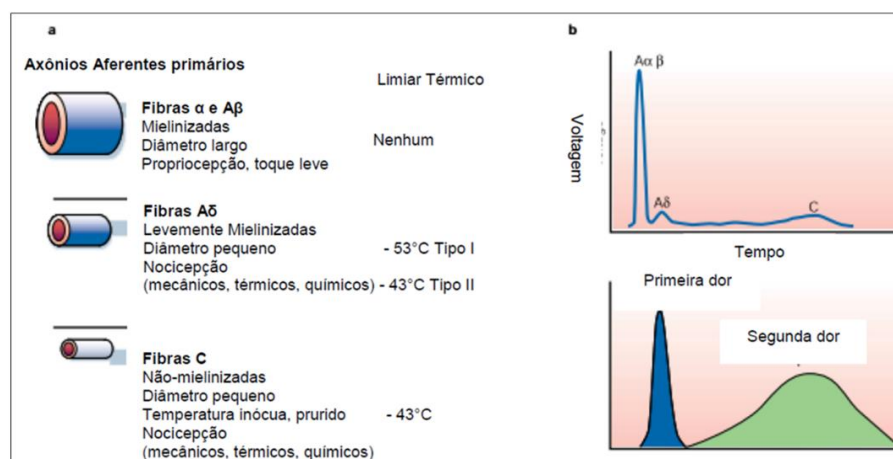 a
Axônios Aferentes primários
Limiar Térmico
Fibras α e Aβ
Mielinizadas
Diâmetro largo
Propriocepção, toque leve
Nenhum
Fibras Aδ
Levemente Mielinizadas
Diâmetro pequeno
Nocicepção
(mecânicos, térmicos, químicos)
- 53°C Tipo I
- 43°C Tipo II
Fibras C
Não-mielinizadas
Diâmetro pequeno
Temperatura inócua, prurido
Nocicepção
(mecânicos, térmicos, químicos)
- 43°C
b
Aα β
Aδ
C
Voltagem
Tempo
Primeira dor
Segunda dor